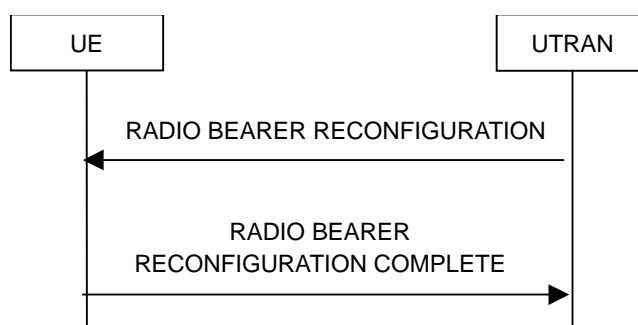 UE
UTRAN
RADIO BEARER RECONFIGURATION
RADIO BEARER
RECONFIGURATION COMPLETE